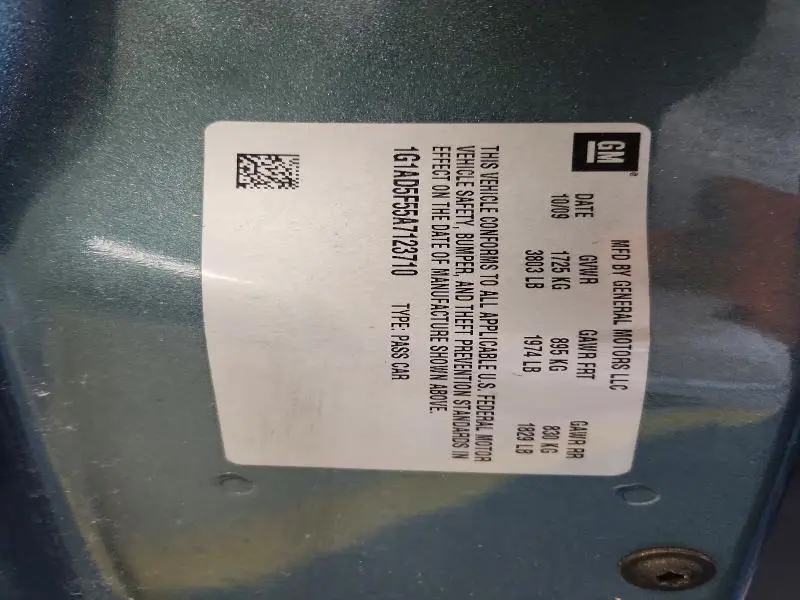 GM
MFD BY GENERAL MOTORS LLC
DATE GVWR GAWR FRT GAWR RR
10/09 1725 KG 895 KG 830 KG
3803 LB 1974 LB 1829 LB
THIS VEHICLE CONFORMS TO ALL APPLICABLE U.S. FEDERAL MOTOR
VEHICLE SAFETY, BUMPER, AND THEFT PREVENTION STANDARDS IN
EFFECT ON THE DATE OF MANUFACTURE SHOWN ABOVE.
1G1AD5F55A7123710 TYPE: PASS CAR